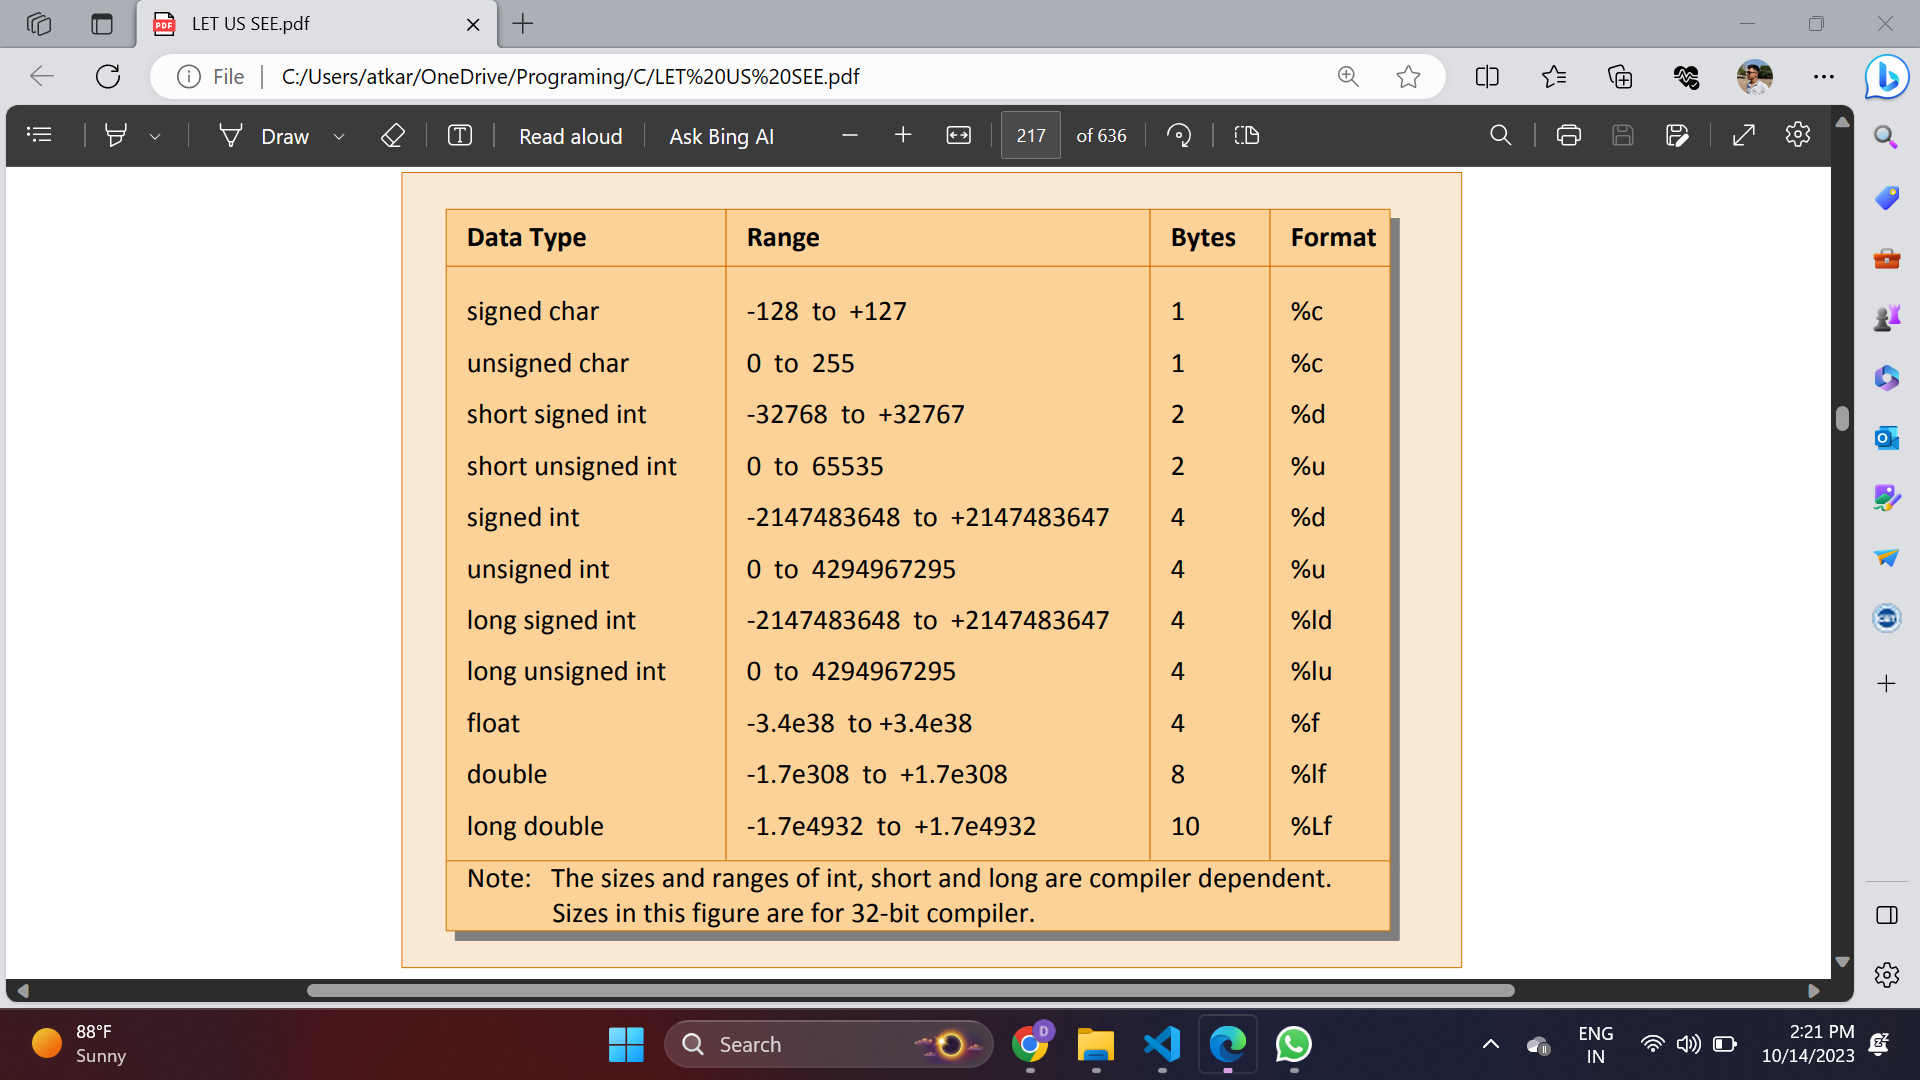 LET US SEE.pdf
File C:/Users/atkar/OneDrive/Programing/C/LET%20US%20SEE.pdf
Draw Read aloud Ask Bing AI 217 of 636
Data Type Range Bytes Format
signed char -128 to +127 1 %c
unsigned char 0 to 255 1 %c
short signed int -32768 to +32767 2 %d
short unsigned int 0 to 65535 2 %u
signed int -2147483648 to +2147483647 4 %d
unsigned int 0 to 4294967295 4 %u
long signed int -2147483648 to +2147483647 4 %ld
long unsigned int 0 to 4294967295 4 %lu
float -3.4e38 to +3.4e38 4 %f
double -1.7e308 to +1.7e308 8 %lf
long double -1.7e4932 to +1.7e4932 10 %Lf
Note: The sizes and ranges of int, short and long are compiler dependent.
Sizes in this figure are for 32-bit compiler.
88°F
Sunny
Search
D
ENG
IN
2:21 PM
10/14/2023